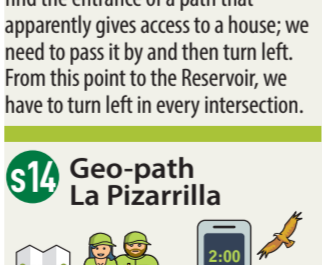 find the entrance of a path that
apparently gives access to a house; we
need to pass it by and then turn left.
From this point to the Reservoir, we
have to turn left in every intersection.
S14 Geo-path
La Pizarrilla
2:00